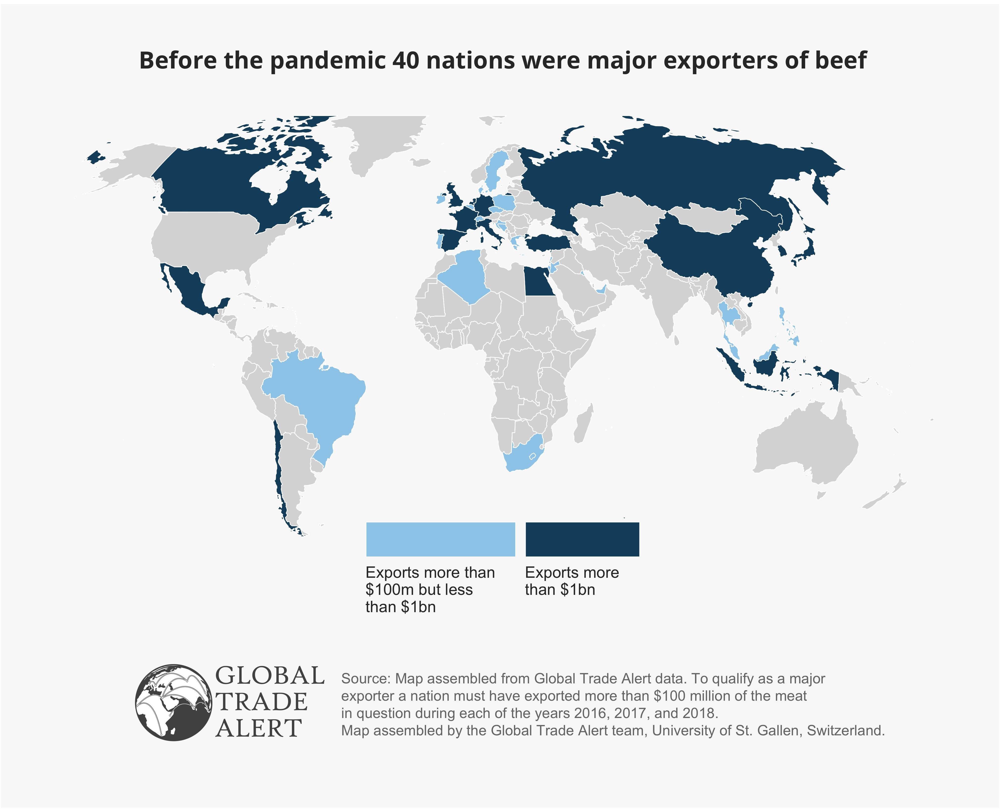 Before the pandemic 40 nations were major exporters of beef
Exports more than
$100m but less
than $1bn
Exports more
than $1bn
GLOBAL
TRADE
ALERT
Source: Map assembled from Global Trade Alert data. To qualify as a major
exporter a nation must have exported more than $100 million of the meat
in question during each of the years 2016, 2017, and 2018.
Map assembled by the Global Trade Alert team, University of St. Gallen, Switzerland.